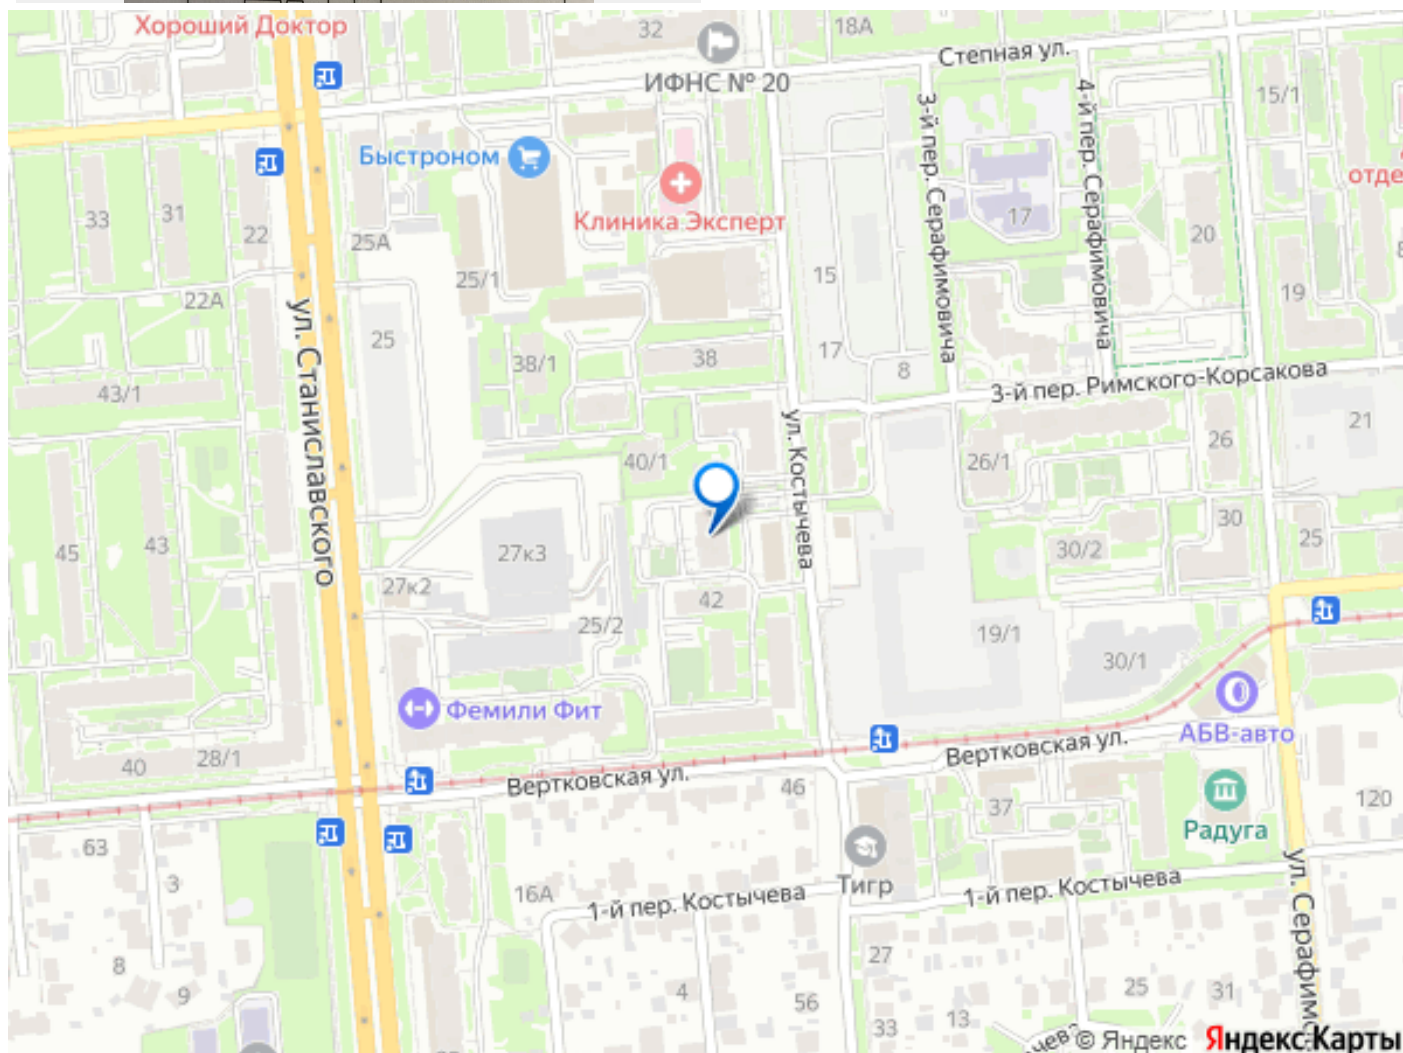 Хороший Доктор
32
18А
Степная ул.
ИФНС № 20
15/1
3-й пер. Серафимовича
4-й пер. Серафимовича
Быстроном
отде
Клиника Эксперт
17
33
31
22
25А
20
25/1
15
22А
19
ул. Станиславского
25
38/1
38
17
8
3-й пер. Римского-Корсакова
43/1
ул. Костычева
21
26
40/1
26/1
30
45
43
27к3
30/2
25
27к2
42
25/2
19/1
30/1
Фемили Фит
АБВ-авто
28/1
40
Вертковская ул.
Вертковская ул.
46
37
120
Радуга
63
3
Тигр
16А
1-й пер. Костычева
1-й пер. Костычева
ул. Серафимо
27
8
9
4
56
25
31
33
13
чева
© Яндекс Яндекс Карты